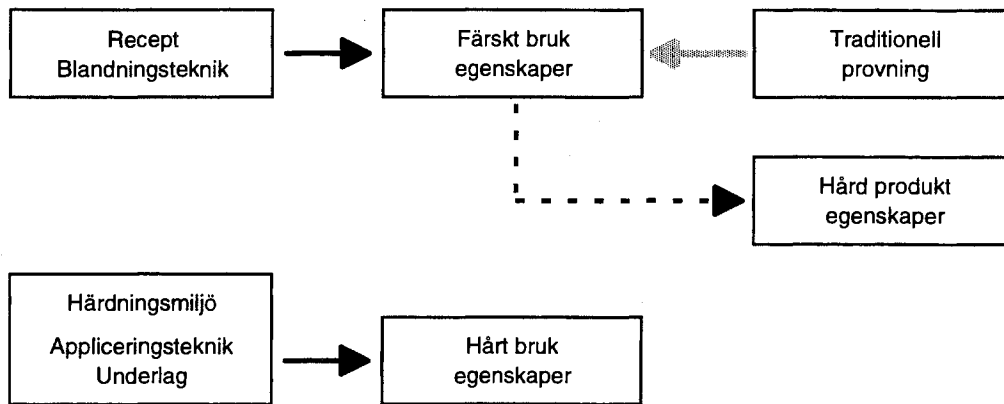 Recept
Blandningsteknik
Färskt bruk
egenskaper
Traditionell
provning
Hård produkt
egenskaper
Härdningsmiljö
Appliceringsteknik
Underlag
Hårt bruk
egenskaper